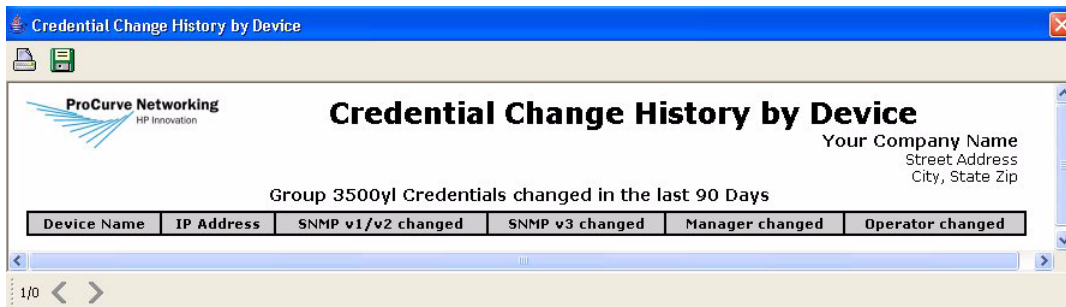 Credential Change History by Device
ProCurve Networking
HP Innovation
Credential Change History by Device
Your Company Name
Street Address
City, State Zip
Group 3500yl Credentials changed in the last 90 Days
Device Name IP Address SNMP v1/v2 changed SNMP v3 changed Manager changed Operator changed
1/0